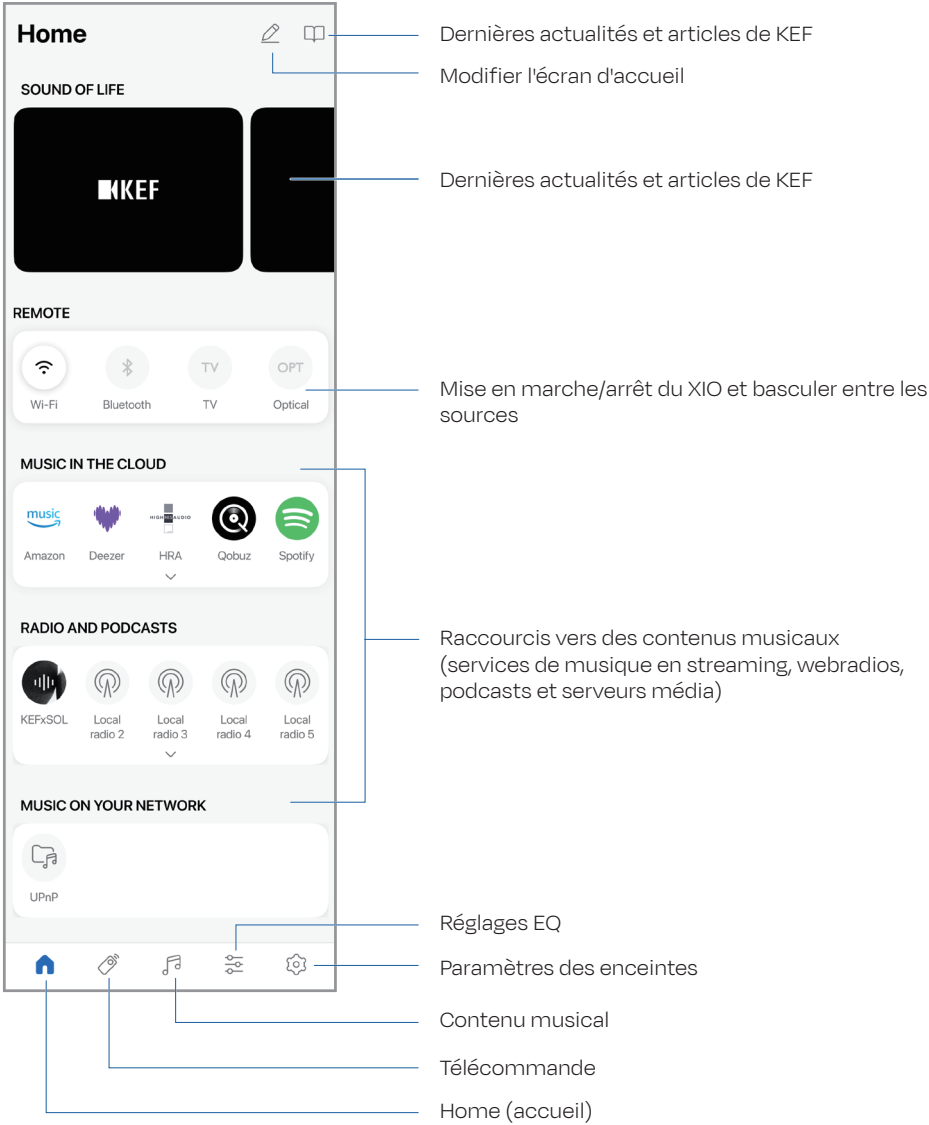 Home
Dernières actualités et articles de KEF
Modifier l'écran d'accueil
SOUND OF LIFE
KEF
Dernières actualités et articles de KEF
REMOTE
TV
OPT
Wi-Fi
Bluetooth
TV
Optical
Mise en marche/arrêt du XIO et basculer entre les
sources
MUSIC IN THE CLOUD
music
HIGHRESAUDIO
Amazon
Deezer
HRA
Qobuz
Spotify
RADIO AND PODCASTS
Raccourcis vers des contenus musicaux
(services de musique en streaming, webradios,
podcasts et serveurs média)
KEFxSOL
Local
radio 2
Local
radio 3
Local
radio 4
Local
radio 5
MUSIC ON YOUR NETWORK
UPnP
Réglages EQ
Paramètres des enceintes
Contenu musical
Télécommande
Home (accueil)